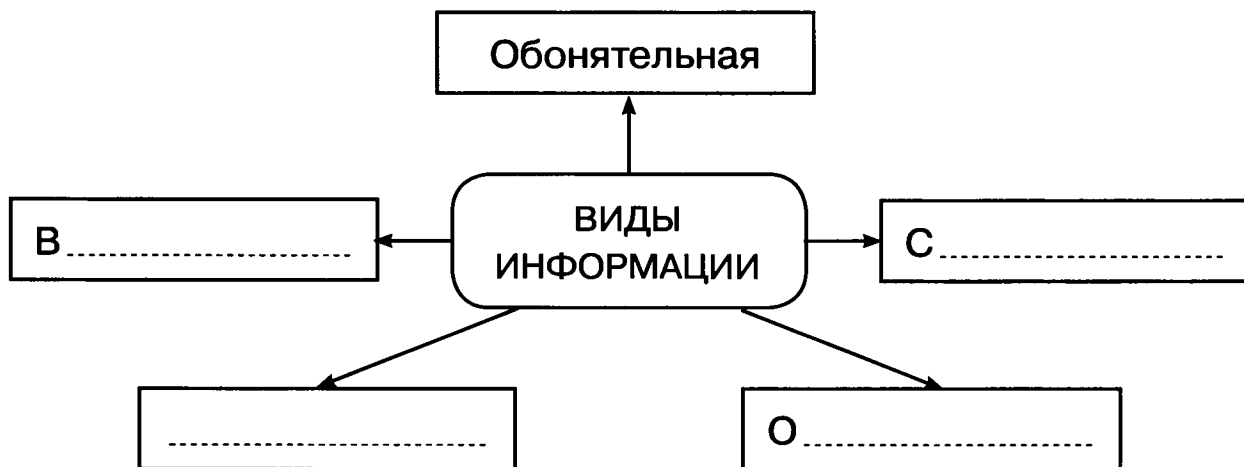 Обонятельная
В
ВИДЫ
ИНФОРМАЦИИ
С
О